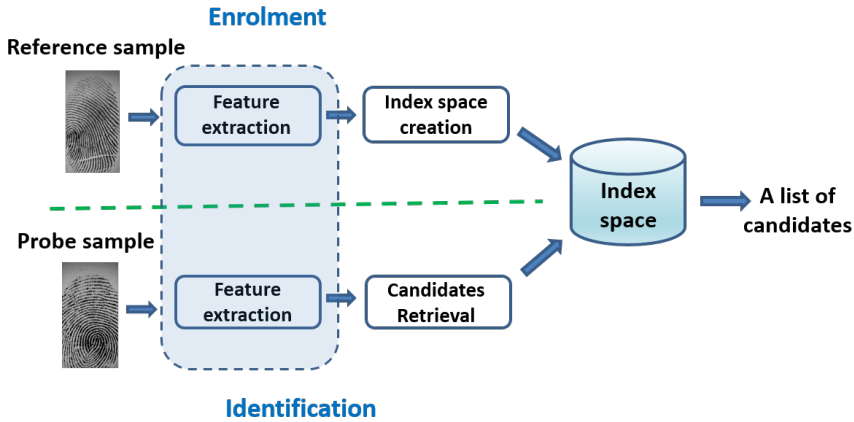 Enrolment
Reference sample
Feature
extraction
Index space
creation
Index
space
A list of
candidates
Probe sample
Feature
extraction
Candidates
Retrieval
Identification